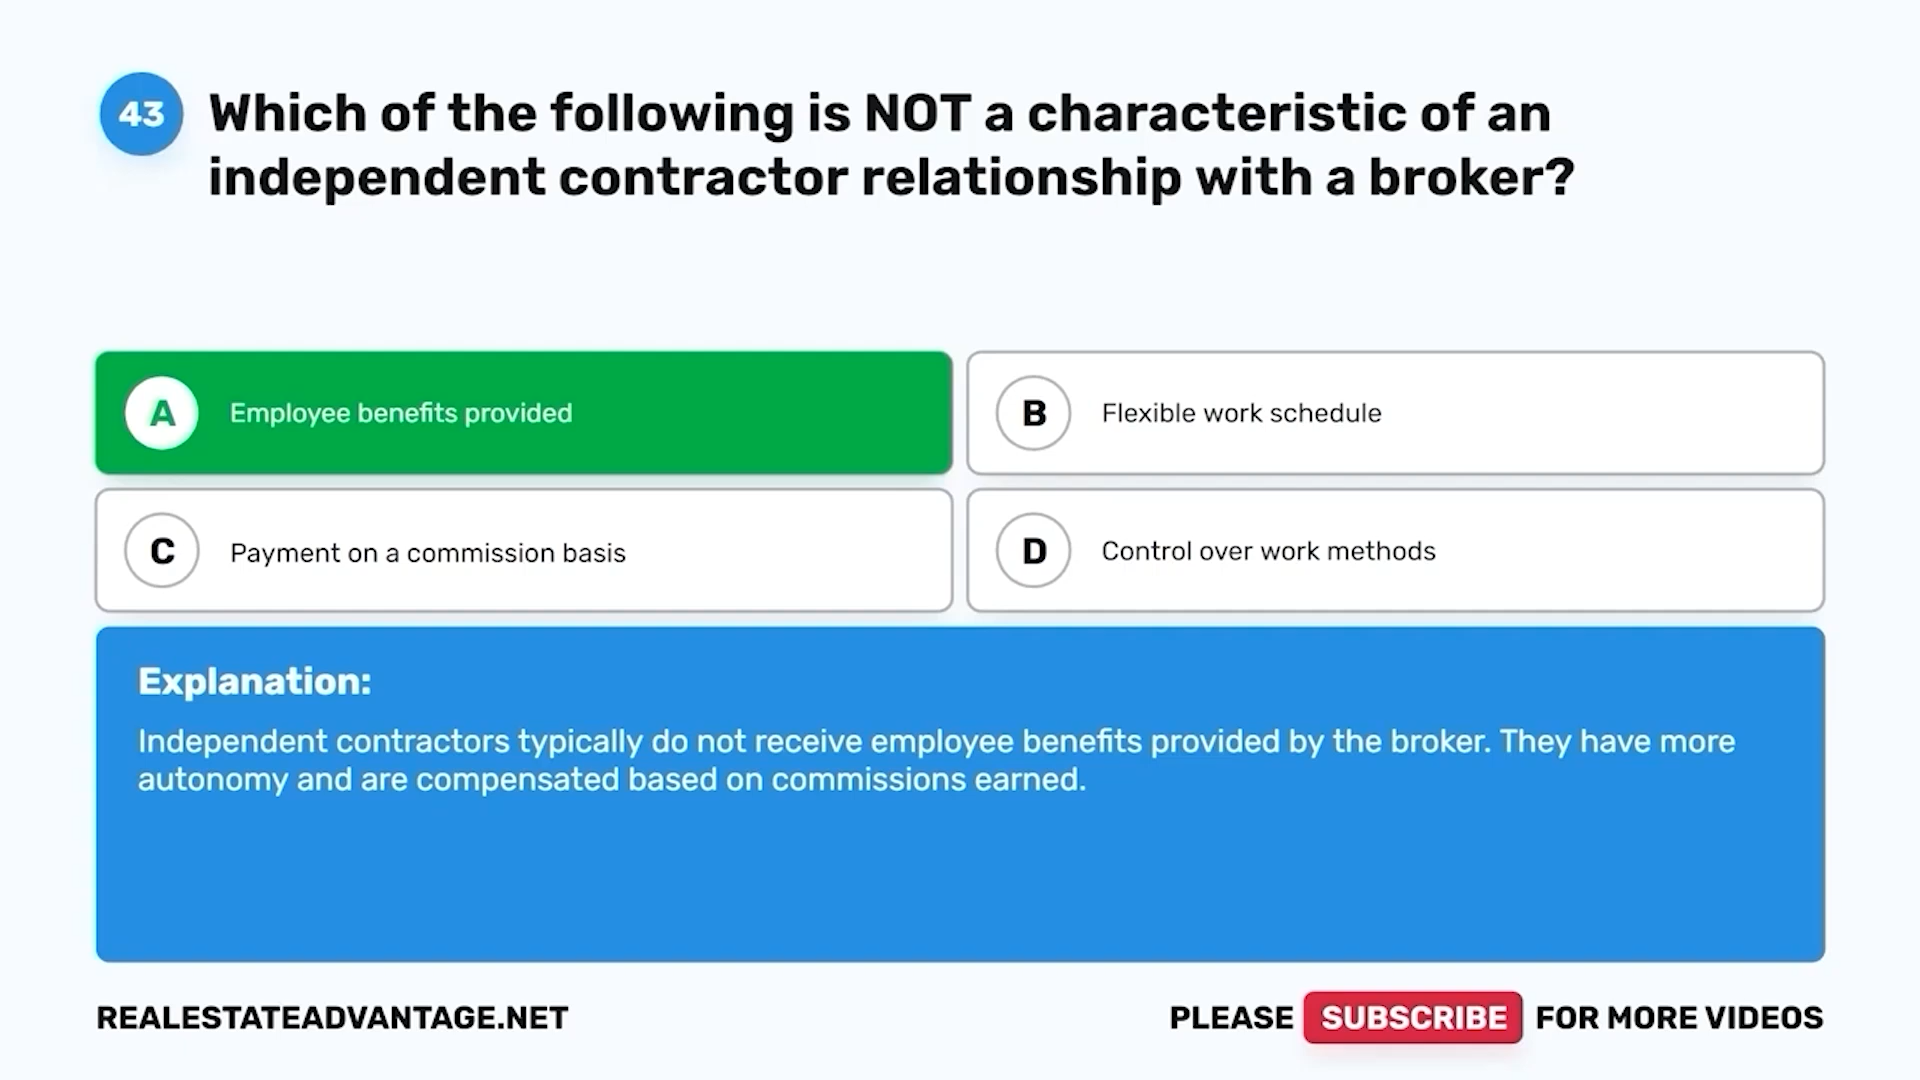 43
Which of the following is NOT a characteristic of an
independent contractor relationship with a broker?
A Employee benefits provided
B Flexible work schedule
C Payment on a commission basis
D Control over work methods
Explanation:
Independent contractors typically do not receive employee benefits provided by the broker. They have more
autonomy and are compensated based on commissions earned.
REALESTATEADVANTAGE.NET
PLEASE SUBSCRIBE FOR MORE VIDEOS